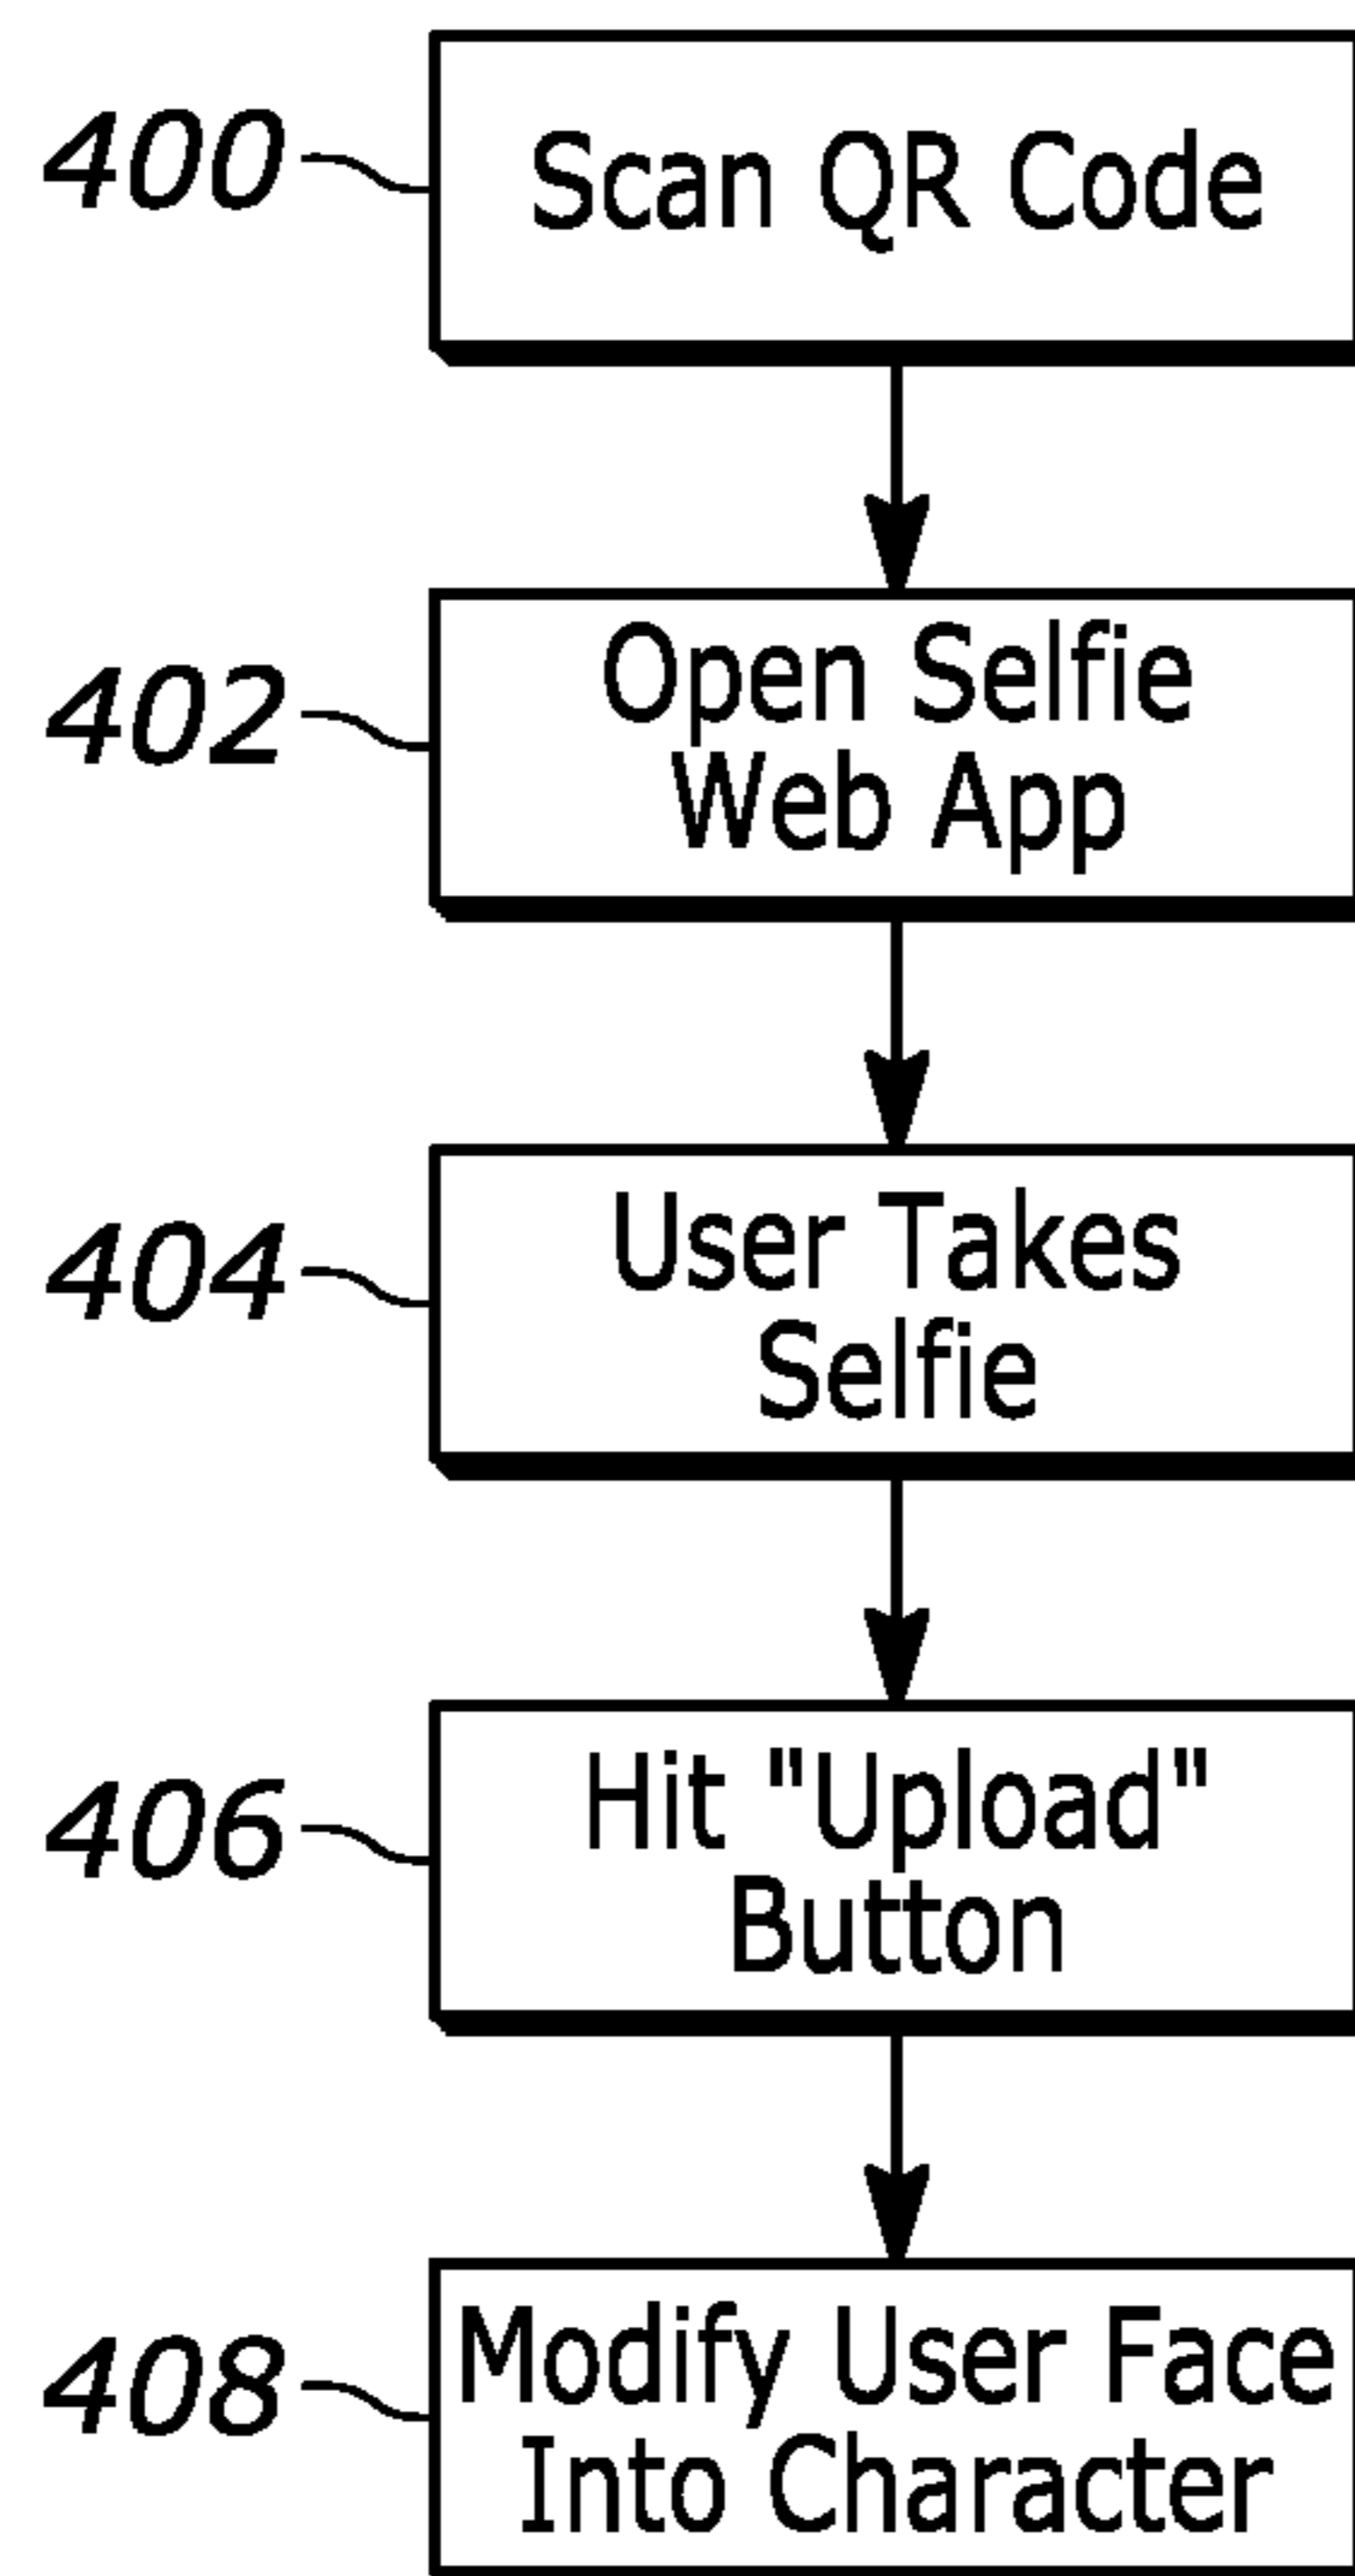 400
Scan QR Code
402
Open Selfie
Web App
404
User Takes
Selfie
406
Hit "Upload"
Button
408
Modify User Face
Into Character